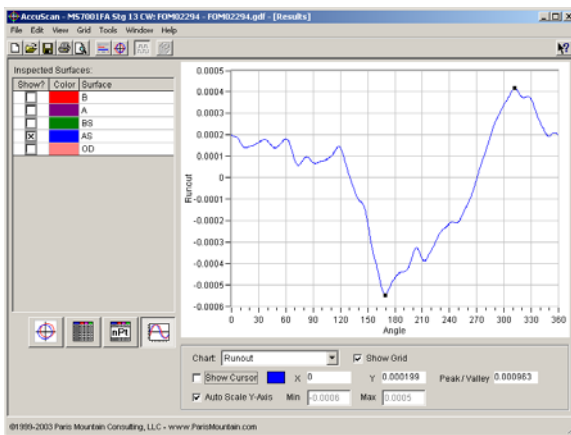 AccuScan - MS7001FA Stg 13 CW: FOM02294 - FOM02294.gdf - [Results]
File Edit View Grid Tools Window Help
Inspected Surfaces:
Show? Color Surface
B
A
BS
AS
OD
nPt
0.0005
0.0004
0.0003
0.0002
0.0001
0
-0.0001
-0.0002
-0.0003
-0.0004
-0.0005
-0.0006
Runout
0 30 60 90 120 150 180 210 240 270 300 330 360
Angle
Chart: Runout Show Grid
Show Cursor X 0 Y 0.000199 Peak/Valley 0.000963
Auto Scale Y-Axis Min -0.0006 Max 0.0005
©1999-2003 Paris Mountain Consulting, LLC - www.ParisMountain.com